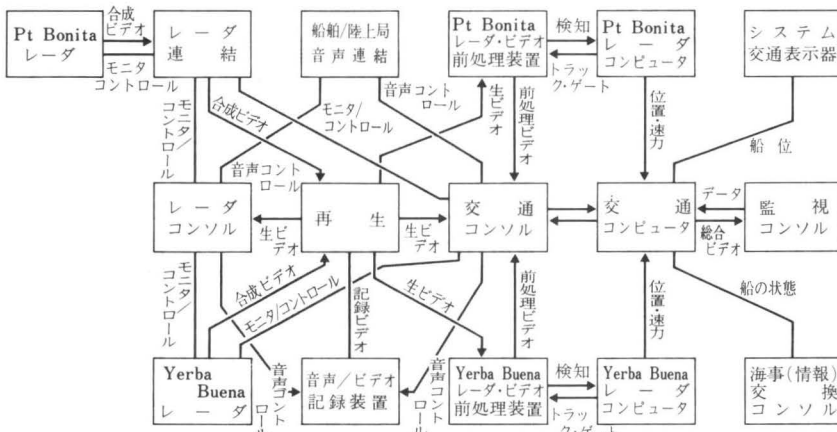 Pt Bonita
レーダ
合成
ビデオ
モニタ
コントロール
レーダ
連結
船舶/陸上局
音声連結
Pt Bonita
レーダ・ビデオ
前処理装置
検知
トラッ
ク・ゲート
Pt Bonita
レーダ
コンピュータ
システム
交通表示器
モニタ/
コントロール
合成ビデオ
音声コント
ロール
モニタ/
コントロール
音声コント
ロール
生ビデオ
前処理ビデオ
位置・速力
船位
レーダ
コンソル
生ビ
デオ
再生
生ビ
デオ
交通
コンソル
交通
コンピュータ
データ
総合
ビデオ
監視
コンソル
モニタ/
コントロール
合成ビデオ
モニタ/コントロール
記録ビデオ
生ビデオ
前処理ビデオ
位置・速力
船の状態
Yerba
Buena
レーダ
音声コント
ロール
音声/ビデオ
記録装置
音声コント
ロール
Yerba Buena
レーダ・ビデオ
前処理装置
検知
トラッ
ク・ゲート
Yerba Buena
レーダ
コンピュータ
海事(情報)
交換
コンソル